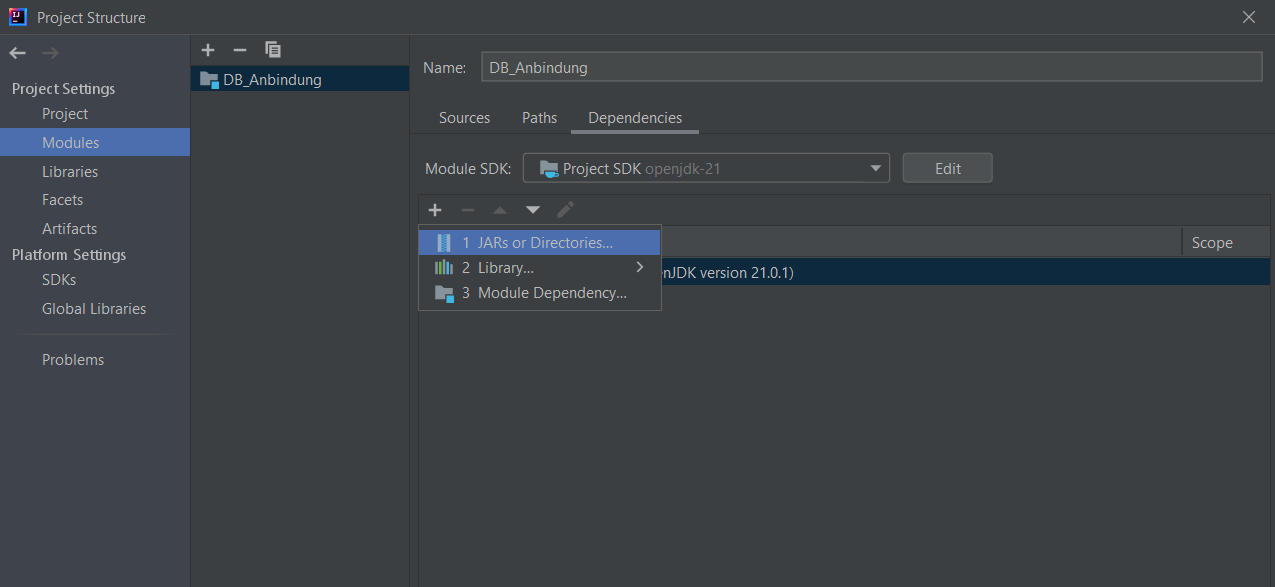 Project Structure
Project Settings
Project
Modules
Libraries
Facets
Artifacts
Platform Settings
SDKs
Global Libraries
Problems
DB_Anbindung
Name: DB_Anbindung
Sources Paths Dependencies
Module SDK: Project SDK openjdk-21 Edit
Scope
1 JARs or Directories...
2 Library...
3 Module Dependency...
version 21.0.1)